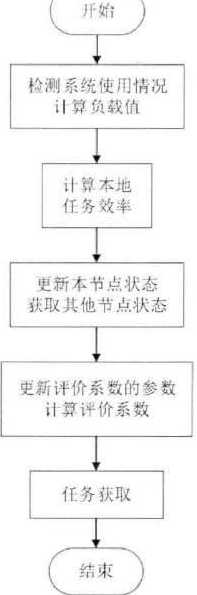 开始
检测系统使用情况
计算负载值
计算本地
任务效率
更新本节点状态
获取其他节点状态
更新评价系数的参数
计算评价系数
任务获取
结束